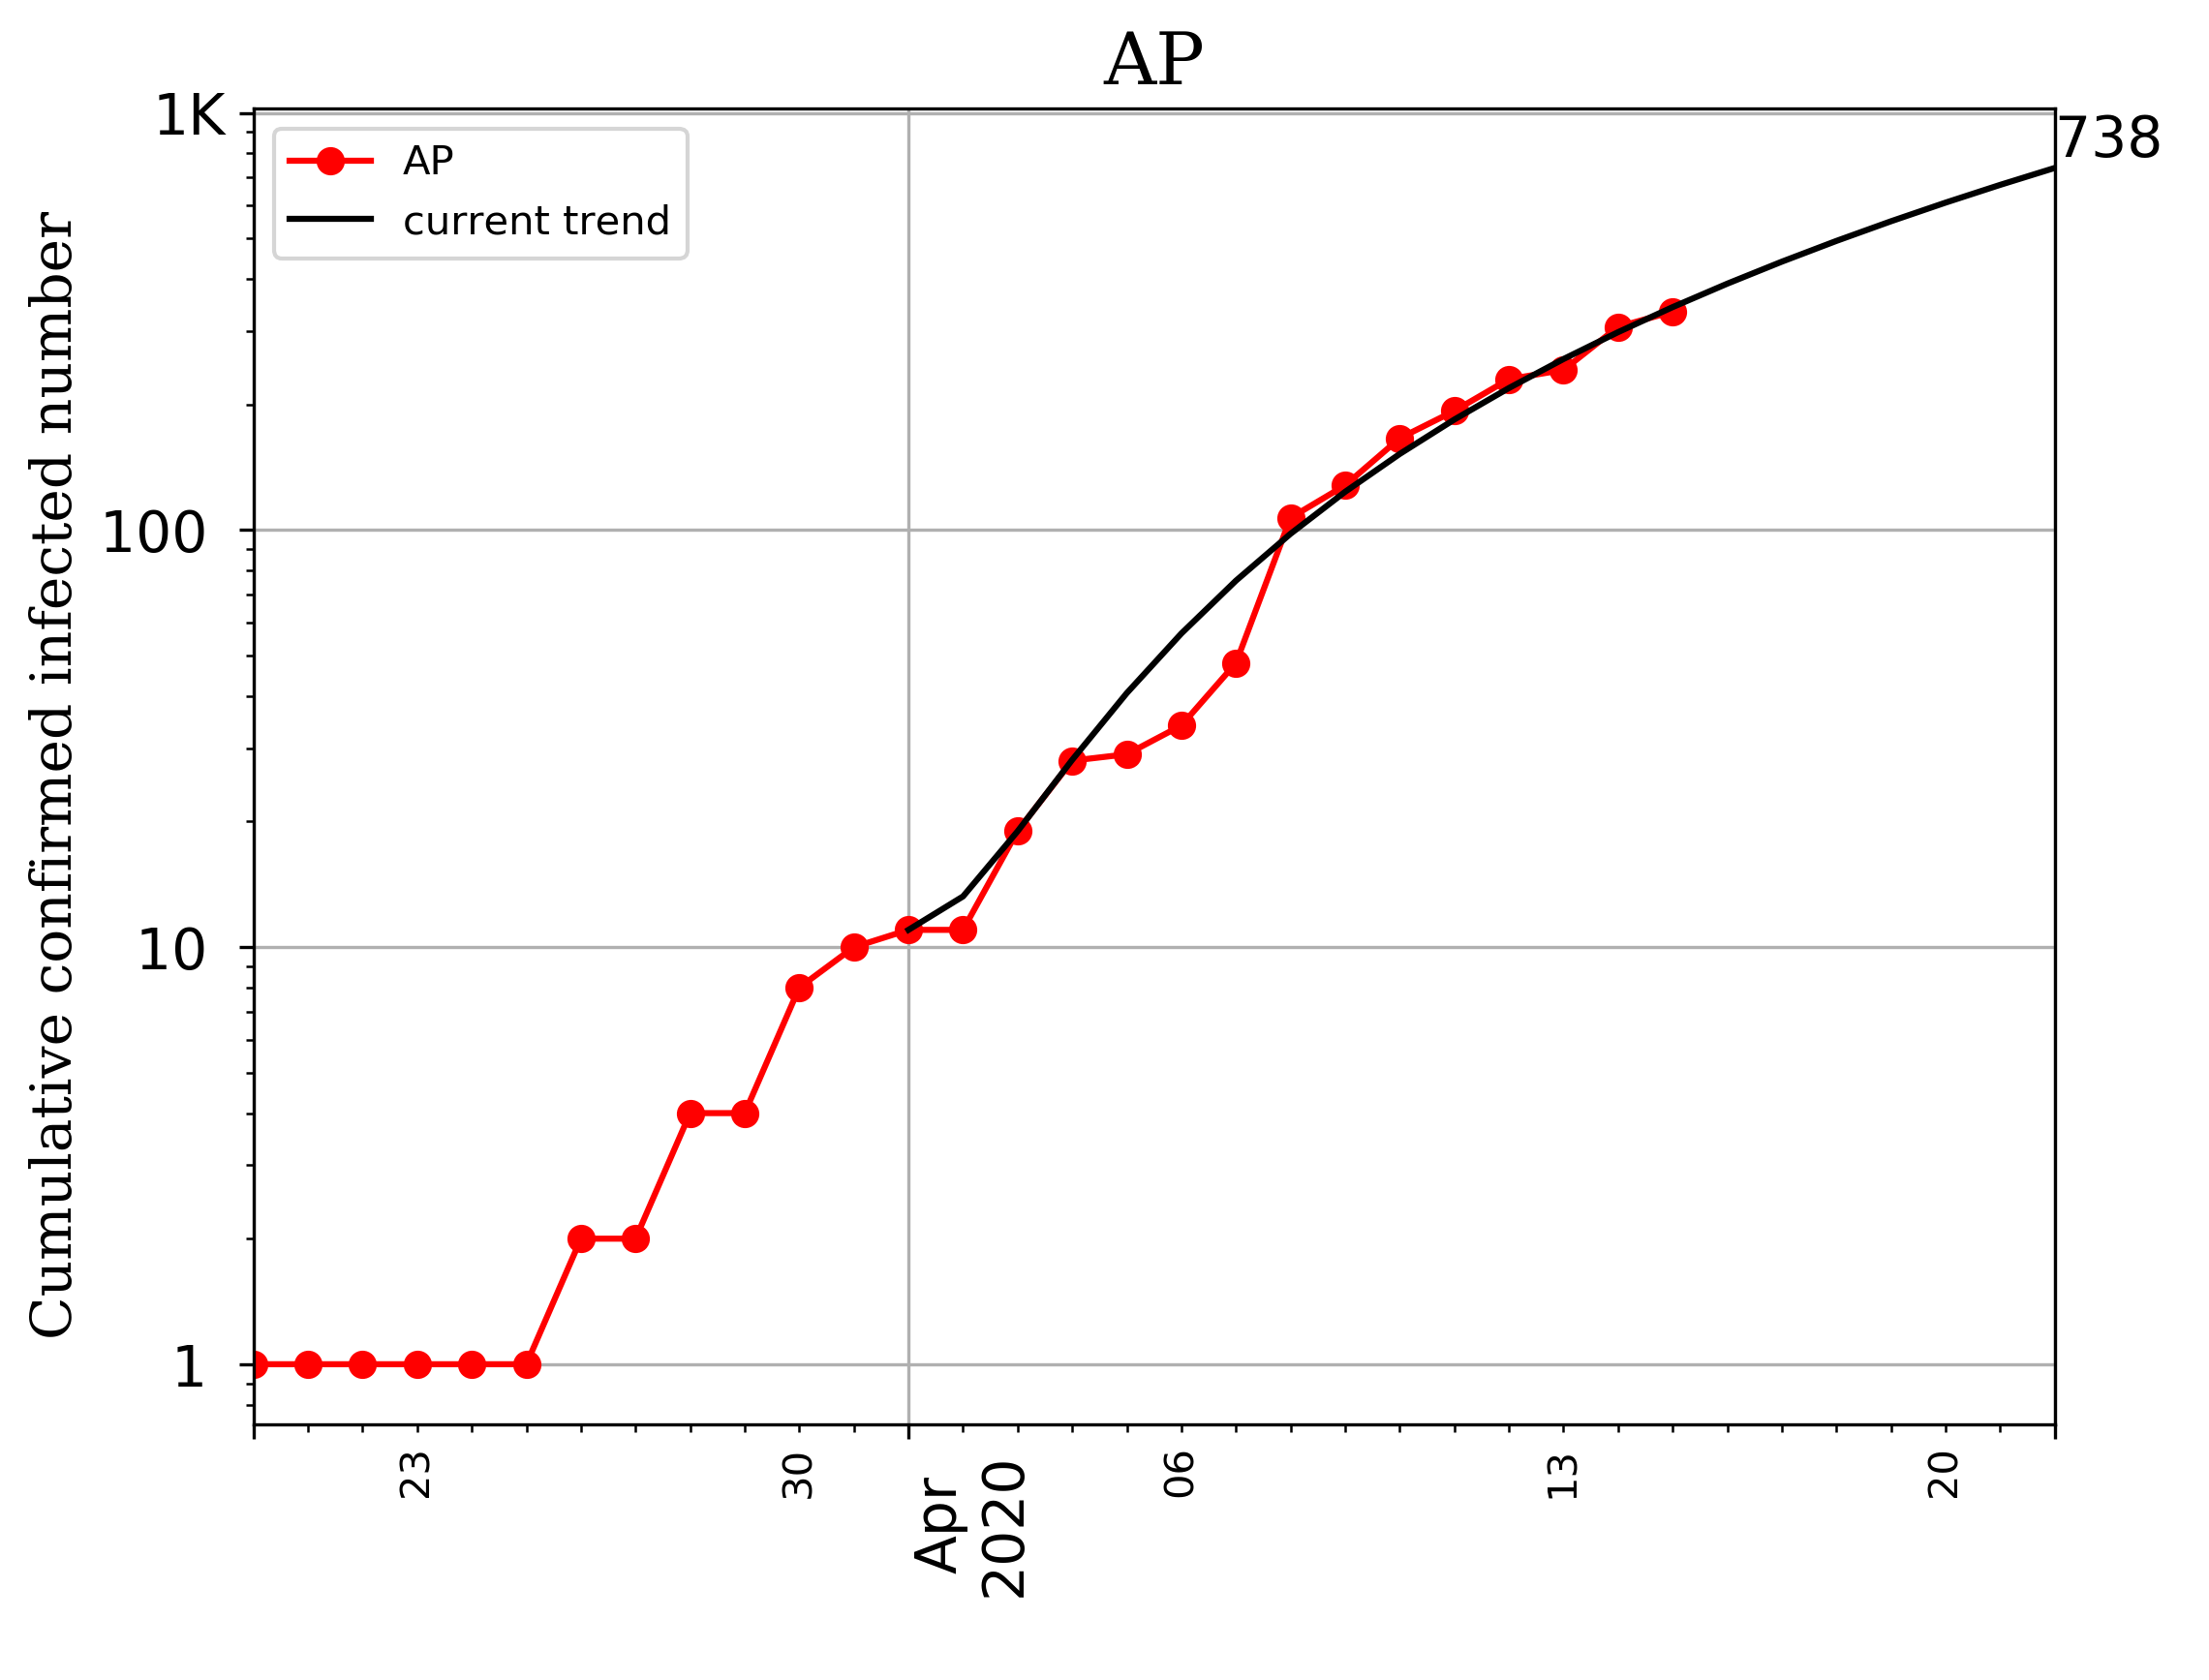 AP
1K
738
AP
current trend
Cumulative confirmed infected number
100
10
1
23
30
Apr
2020
06
13
20